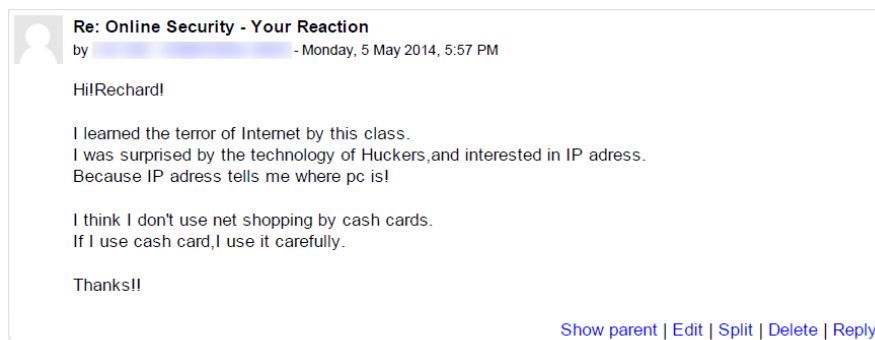 Re: Online Security - Your Reaction
by - Monday, 5 May 2014, 5:57 PM
Hi!Rechard!
I learned the terror of Internet by this class.
I was surprised by the technology of Huckers,and interested in IP adress.
Because IP adress tells me where pc is!
I think I don't use net shopping by cash cards.
If I use cash card,I use it carefully.
Thanks!!
Show parent | Edit | Split | Delete | Reply